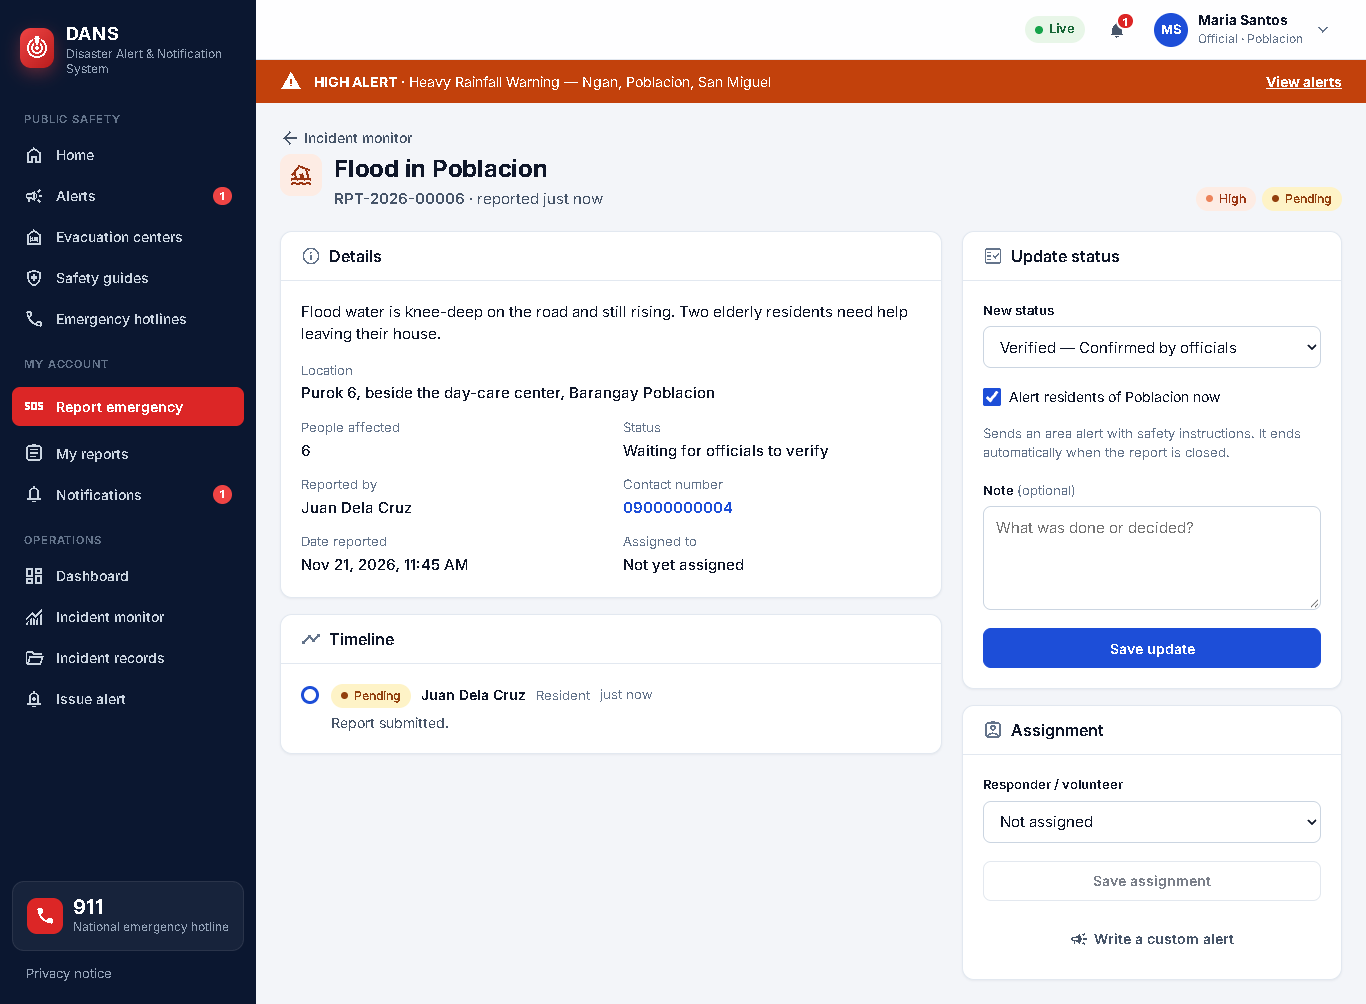 DANS
Disaster Alert & Notification
System
PUBLIC SAFETY
Home
Alerts
1
Evacuation centers
Safety guides
Emergency hotlines
MY ACCOUNT
SOS
Report emergency
My reports
Notifications
1
OPERATIONS
Dashboard
Incident monitor
Incident records
Issue alert
911
National emergency hotline
Privacy notice
Live
1
MS
Maria Santos
Official · Poblacion
HIGH ALERT · Heavy Rainfall Warning — Ngan, Poblacion, San Miguel
View alerts
Incident monitor
Flood in Poblacion
RPT-2026-00006 · reported just now
High
Pending
Details
Flood water is knee-deep on the road and still rising. Two elderly residents need help
leaving their house.
Location
Purok 6, beside the day-care center, Barangay Poblacion
People affected
6
Status
Waiting for officials to verify
Reported by
Juan Dela Cruz
Contact number
09000000004
Date reported
Nov 21, 2026, 11:45 AM
Assigned to
Not yet assigned
Timeline
Pending
Juan Dela Cruz
Resident
just now
Report submitted.
Update status
New status
Verified — Confirmed by officials
Alert residents of Poblacion now
Sends an area alert with safety instructions. It ends
automatically when the report is closed.
Note (optional)
What was done or decided?
Save update
Assignment
Responder / volunteer
Not assigned
Save assignment
Write a custom alert